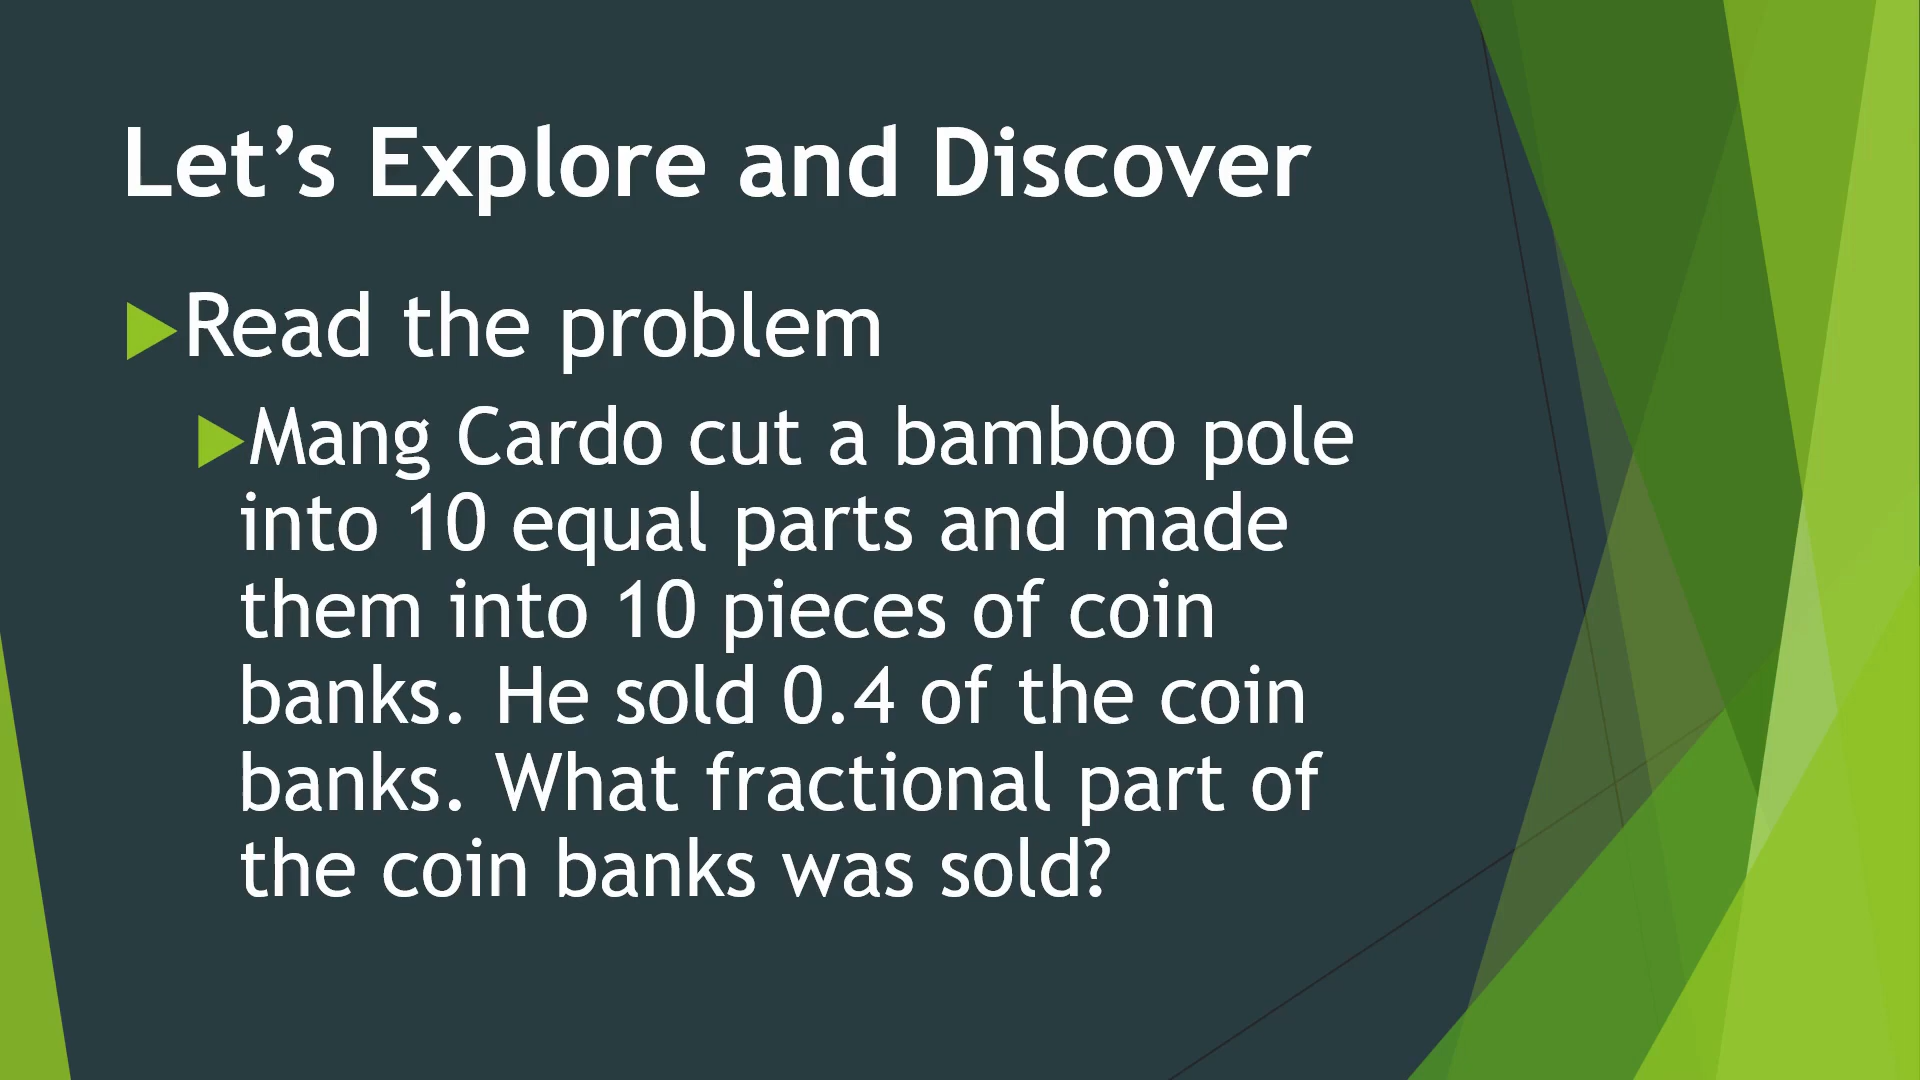 Let’s Explore and Discover
Read the problem
Mang Cardo cut a bamboo pole
into 10 equal parts and made
them into 10 pieces of coin
banks. He sold 0.4 of the coin
banks. What fractional part of
the coin banks was sold?